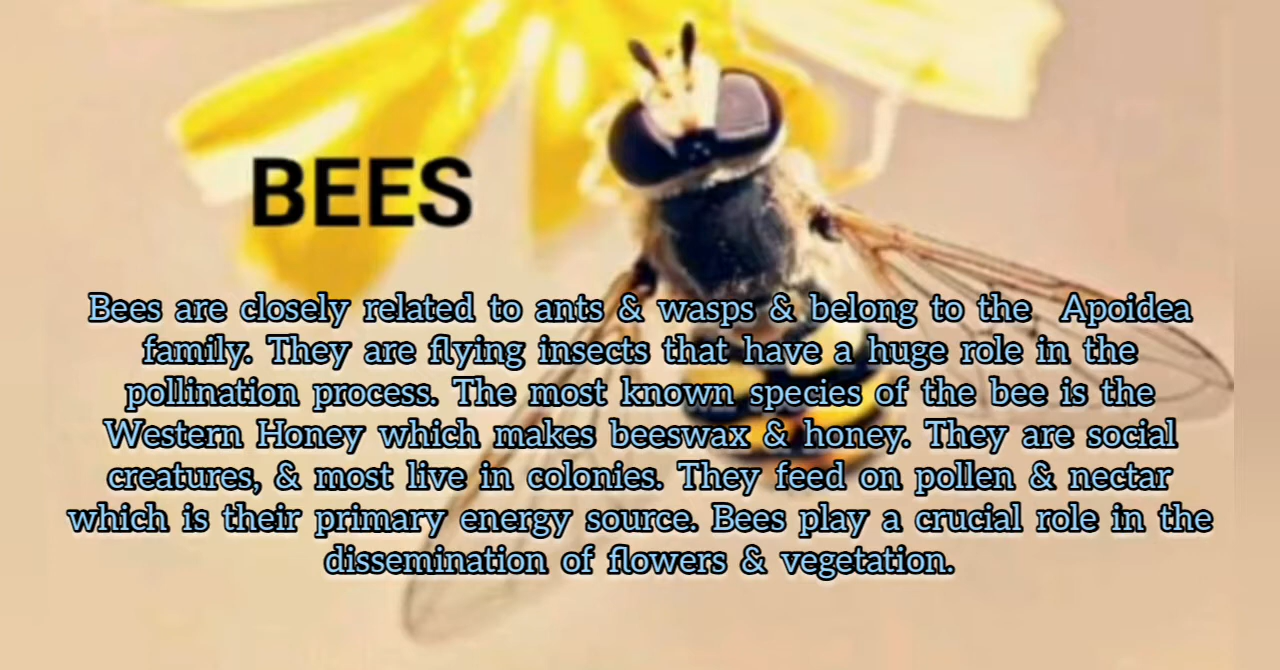 BEES
Bees are closely related to ants & wasps & belong to the Apoidea
family. They are flying insects that have a huge role in the
pollination process. The most known species of the bee is the
Western Honey which makes beeswax & honey. They are social
creatures, & most live in colonies. They feed on pollen & nectar
which is their primary energy source. Bees play a crucial role in the
dissemination of flowers & vegetation.